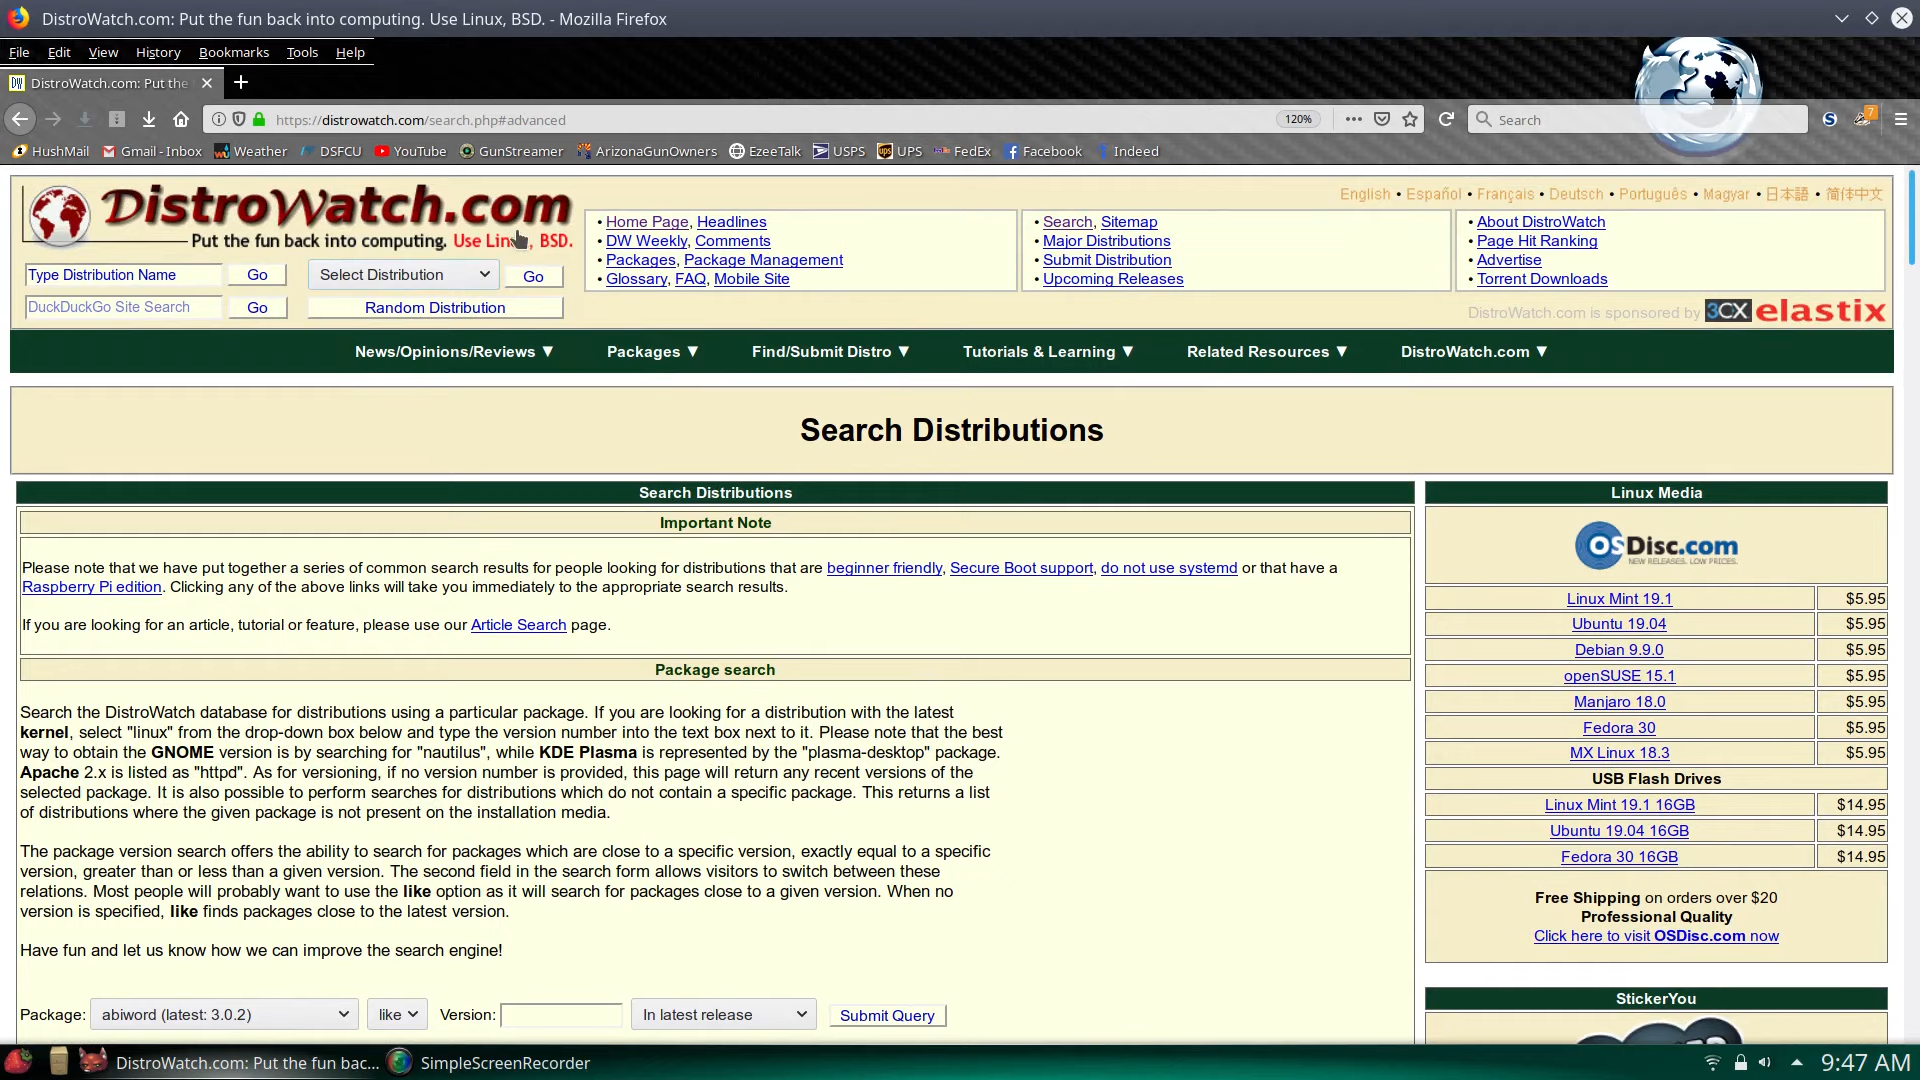 DistroWatch.com: Put the fun back into computing. Use Linux, BSD. - Mozilla Firefox
File Edit View History Bookmarks Tools Help
DW DistroWatch.com: Put the
https://distrowatch.com/search.php#advanced 120% Search 7
HushMail Gmail - Inbox Weather DSFCU YouTube GunStreamer ArizonaGunOwners EzeeTalk USPS UPS FedEx Facebook Indeed
DistroWatch.com
Put the fun back into computing. Use Linux, BSD.
English • Español • Français • Deutsch • Português • Magyar • 日本語 • 简体中文
Type Distribution Name Go Select Distribution Go
DuckDuckGo Site Search Go Random Distribution
• Home Page, Headlines
• DW Weekly, Comments
• Packages, Package Management
• Glossary, FAQ, Mobile Site
• Search, Sitemap
• Major Distributions
• Submit Distribution
• Upcoming Releases
• About DistroWatch
• Page Hit Ranking
• Advertise
• Torrent Downloads
DistroWatch.com is sponsored by 3CX elastix
News/Opinions/Reviews ▼ Packages ▼ Find/Submit Distro ▼ Tutorials & Learning ▼ Related Resources ▼ DistroWatch.com ▼
Search Distributions
Search Distributions
Important Note
Please note that we have put together a series of common search results for people looking for distributions that are beginner friendly, Secure Boot support, do not use systemd or that have a
Raspberry Pi edition. Clicking any of the above links will take you immediately to the appropriate search results.
If you are looking for an article, tutorial or feature, please use our Article Search page.
Package search
Search the DistroWatch database for distributions using a particular package. If you are looking for a distribution with the latest
kernel, select "linux" from the drop-down box below and type the version number into the text box next to it. Please note that the best
way to obtain the GNOME version is by searching for "nautilus", while KDE Plasma is represented by the "plasma-desktop" package.
Apache 2.x is listed as "httpd". As for versioning, if no version number is provided, this page will return any recent versions of the
selected package. It is also possible to perform searches for distributions which do not contain a specific package. This returns a list
of distributions where the given package is not present on the installation media.
The package version search offers the ability to search for packages which are close to a specific version, exactly equal to a specific
version, greater than or less than a given version. The second field in the search form allows visitors to switch between these
relations. Most people will probably want to use the like option as it will search for packages close to a given version. When no
version is specified, like finds packages close to the latest version.
Have fun and let us know how we can improve the search engine!
Package: abiword (latest: 3.0.2) like Version: In latest release Submit Query
Linux Media
OSDisc.com
NEW RELEASES. LOW PRICES.
Linux Mint 19.1 $5.95
Ubuntu 19.04 $5.95
Debian 9.9.0 $5.95
openSUSE 15.1 $5.95
Manjaro 18.0 $5.95
Fedora 30 $5.95
MX Linux 18.3 $5.95
USB Flash Drives
Linux Mint 19.1 16GB $14.95
Ubuntu 19.04 16GB $14.95
Fedora 30 16GB $14.95
Free Shipping on orders over $20
Professional Quality
Click here to visit OSDisc.com now
StickerYou
DistroWatch.com: Put the fun bac... SimpleScreenRecorder 9:47 AM